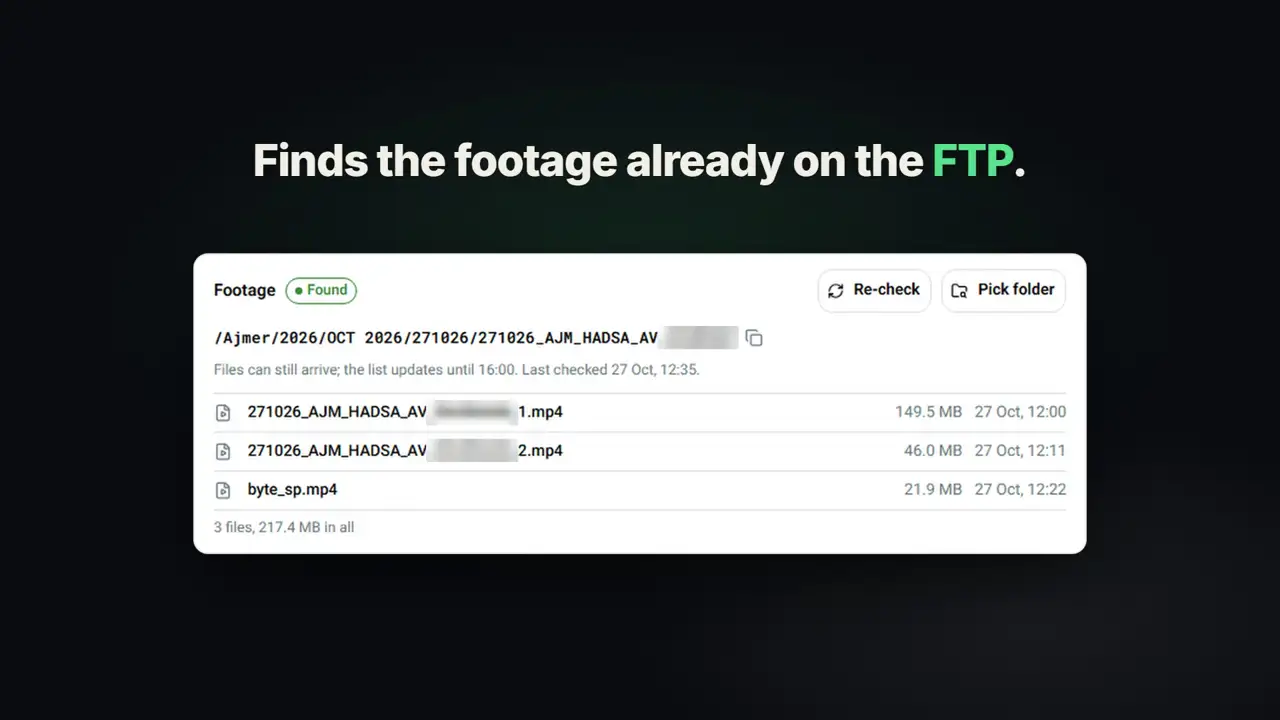 Finds the footage already on the FTP.
Footage Found Re-check Pick folder
/Ajmer/2026/OCT 2026/271026/271026_AJM_HADSA_AV
Files can still arrive; the list updates until 16:00. Last checked 27 Oct, 12:35.
271026_AJM_HADSA_AV 1.mp4 149.5 MB 27 Oct, 12:00
271026_AJM_HADSA_AV 2.mp4 46.0 MB 27 Oct, 12:11
byte_sp.mp4 21.9 MB 27 Oct, 12:22
3 files, 217.4 MB in all